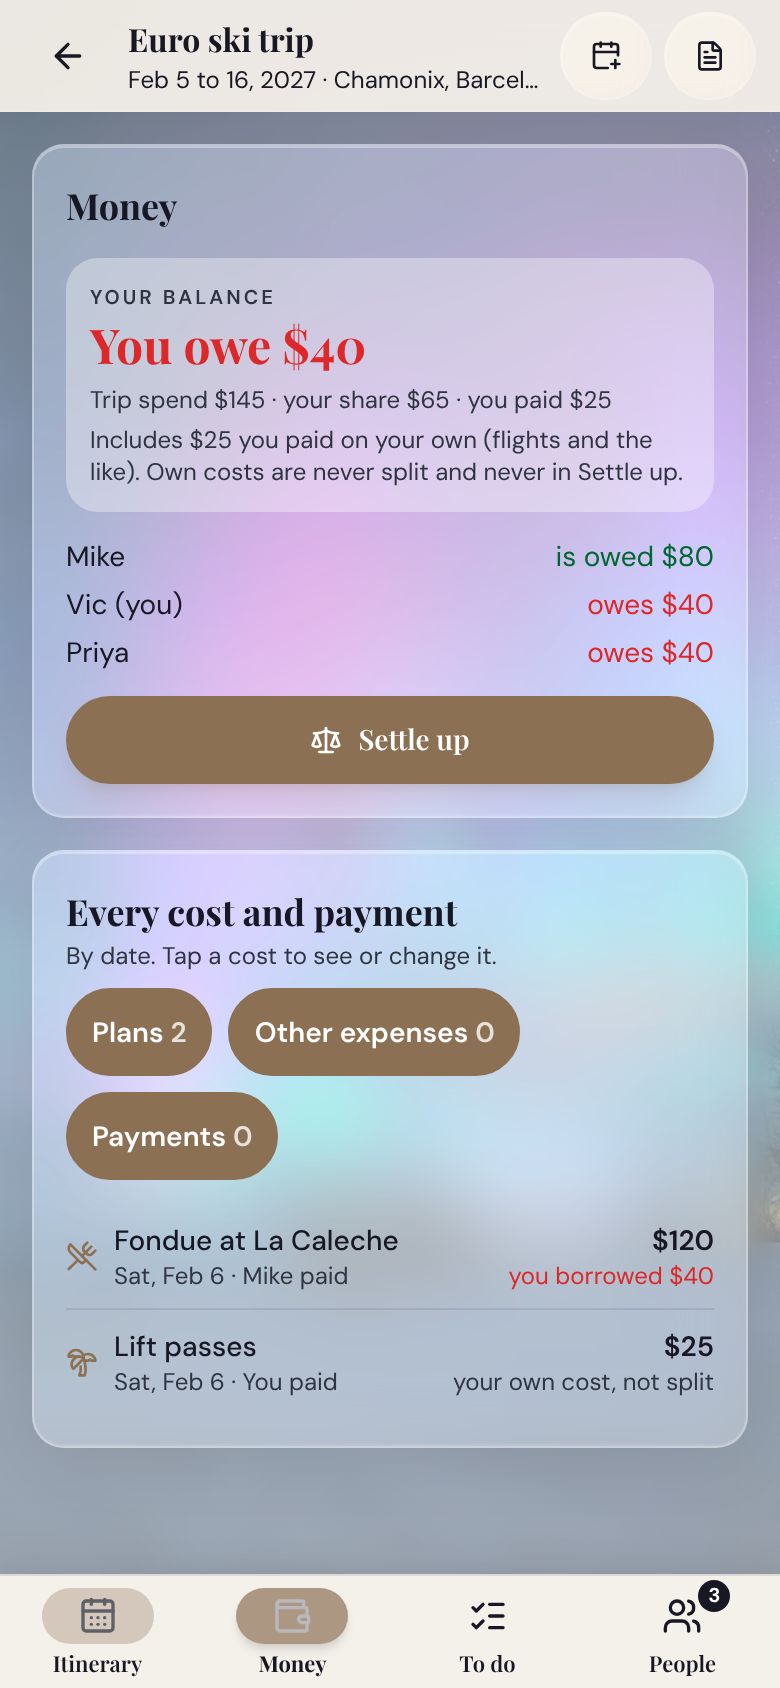 Euro ski trip
Feb 5 to 16, 2027 · Chamonix, Barcel...
Money
YOUR BALANCE
You owe $40
Trip spend $145 · your share $65 · you paid $25
Includes $25 you paid on your own (flights and the
like). Own costs are never split and never in Settle up.
Mike is owed $80
Vic (you) owes $40
Priya owes $40
Settle up
Every cost and payment
By date. Tap a cost to see or change it.
Plans 2 Other expenses 0
Payments 0
Fondue at La Caleche $120
Sat, Feb 6 · Mike paid you borrowed $40
Lift passes $25
Sat, Feb 6 · You paid your own cost, not split
3
Itinerary Money To do People